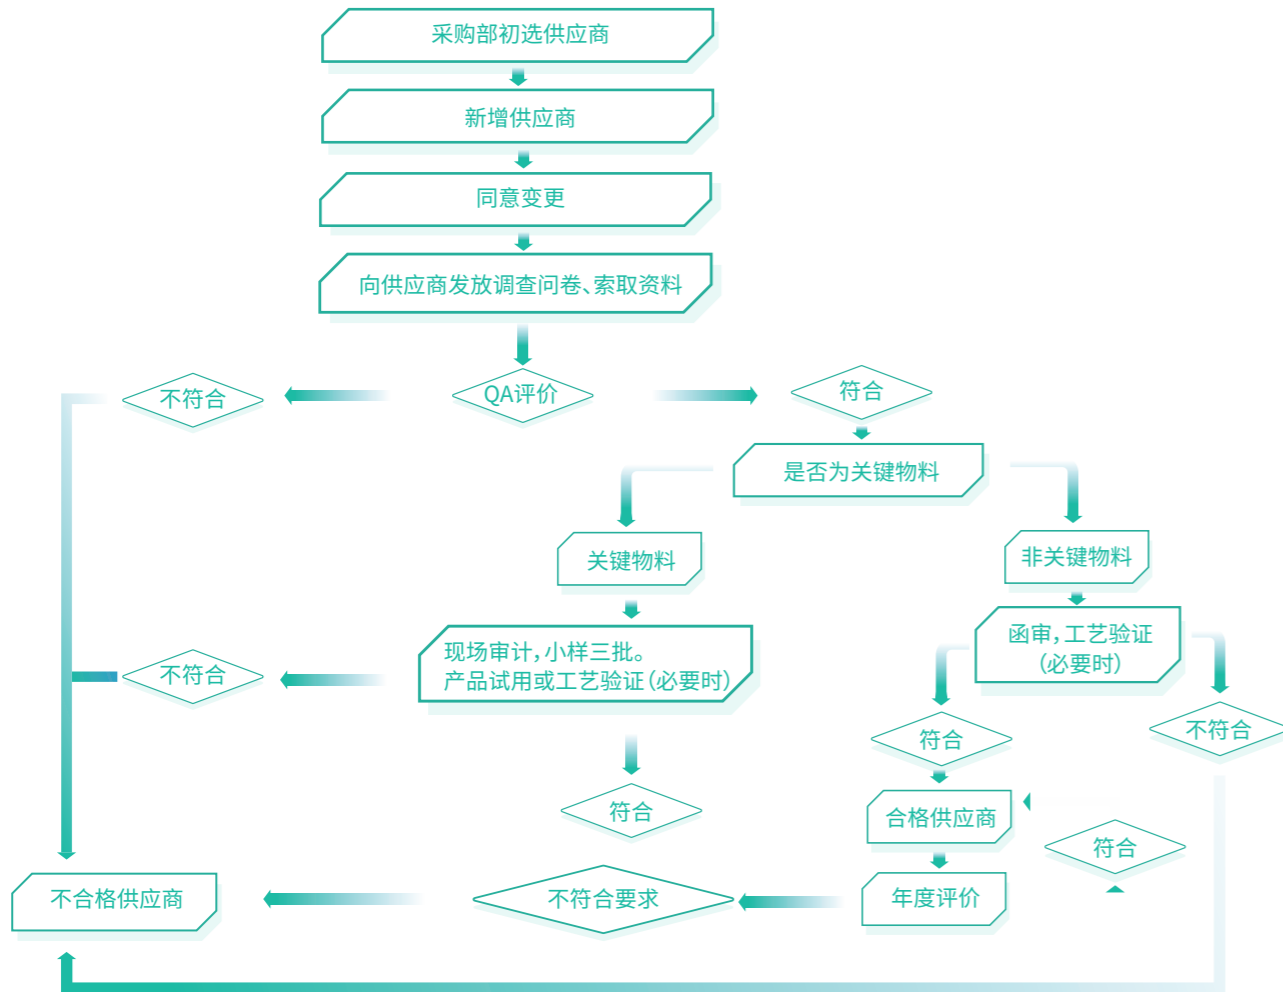 采购部初选供应商
新增供应商
同意变更
向供应商发放调查问卷、索取资料
不符合
QA评价
符合
是否为关键物料
关键物料
非关键物料
现场审计,小样三批。
产品试用或工艺验证(必要时)
函审,工艺验证
(必要时)
不符合
符合
不符合
符合
合格供应商
符合
不合格供应商
不符合要求
年度评价